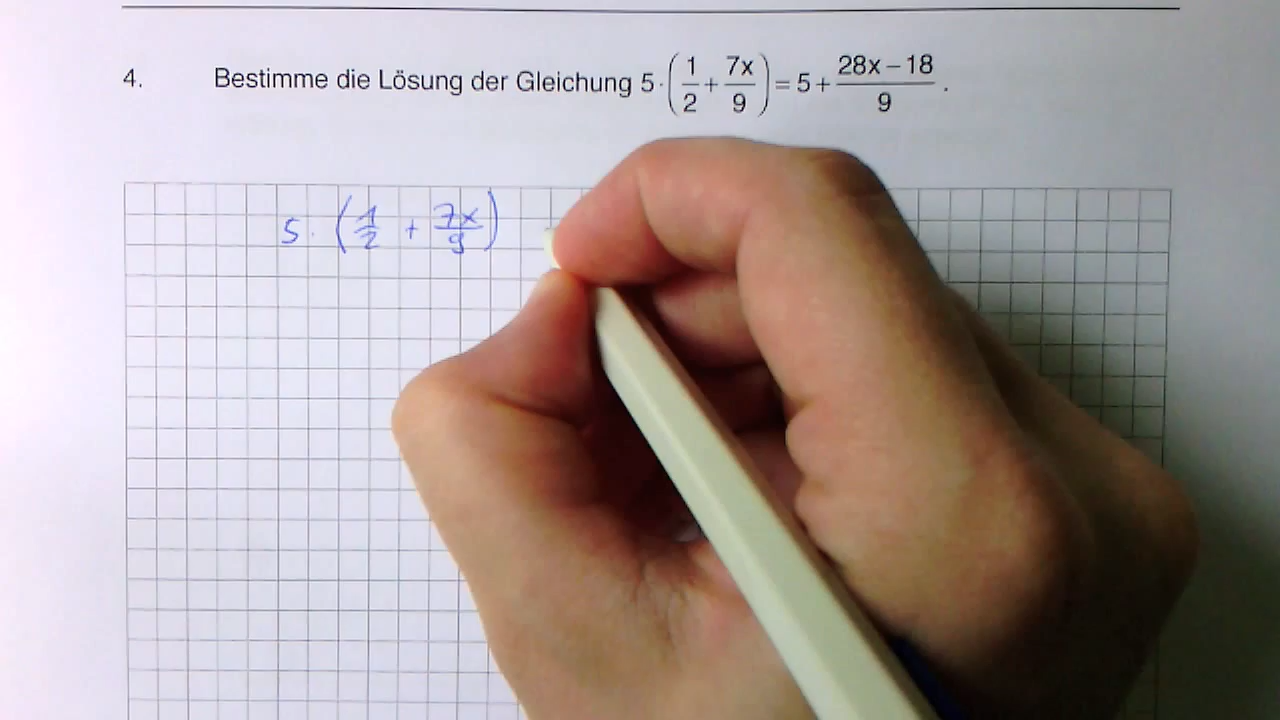 4. Bestimme die Lösung der Gleichung 5·(1/2 + 7x/9) = 5 + (28x − 18)/9 .
5 · (1/2 + 7x/9)